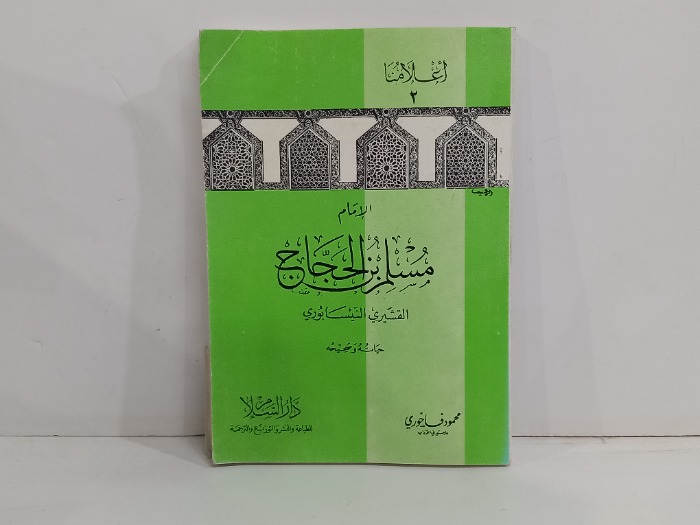 أعلامنا
٢
الإمام
مسلم بن الحجاج
القشيري النيسابوري
حياته وصحيحه
محمود فاخوري
دار السلام
للطباعة والنشر والتوزيع والترجمة